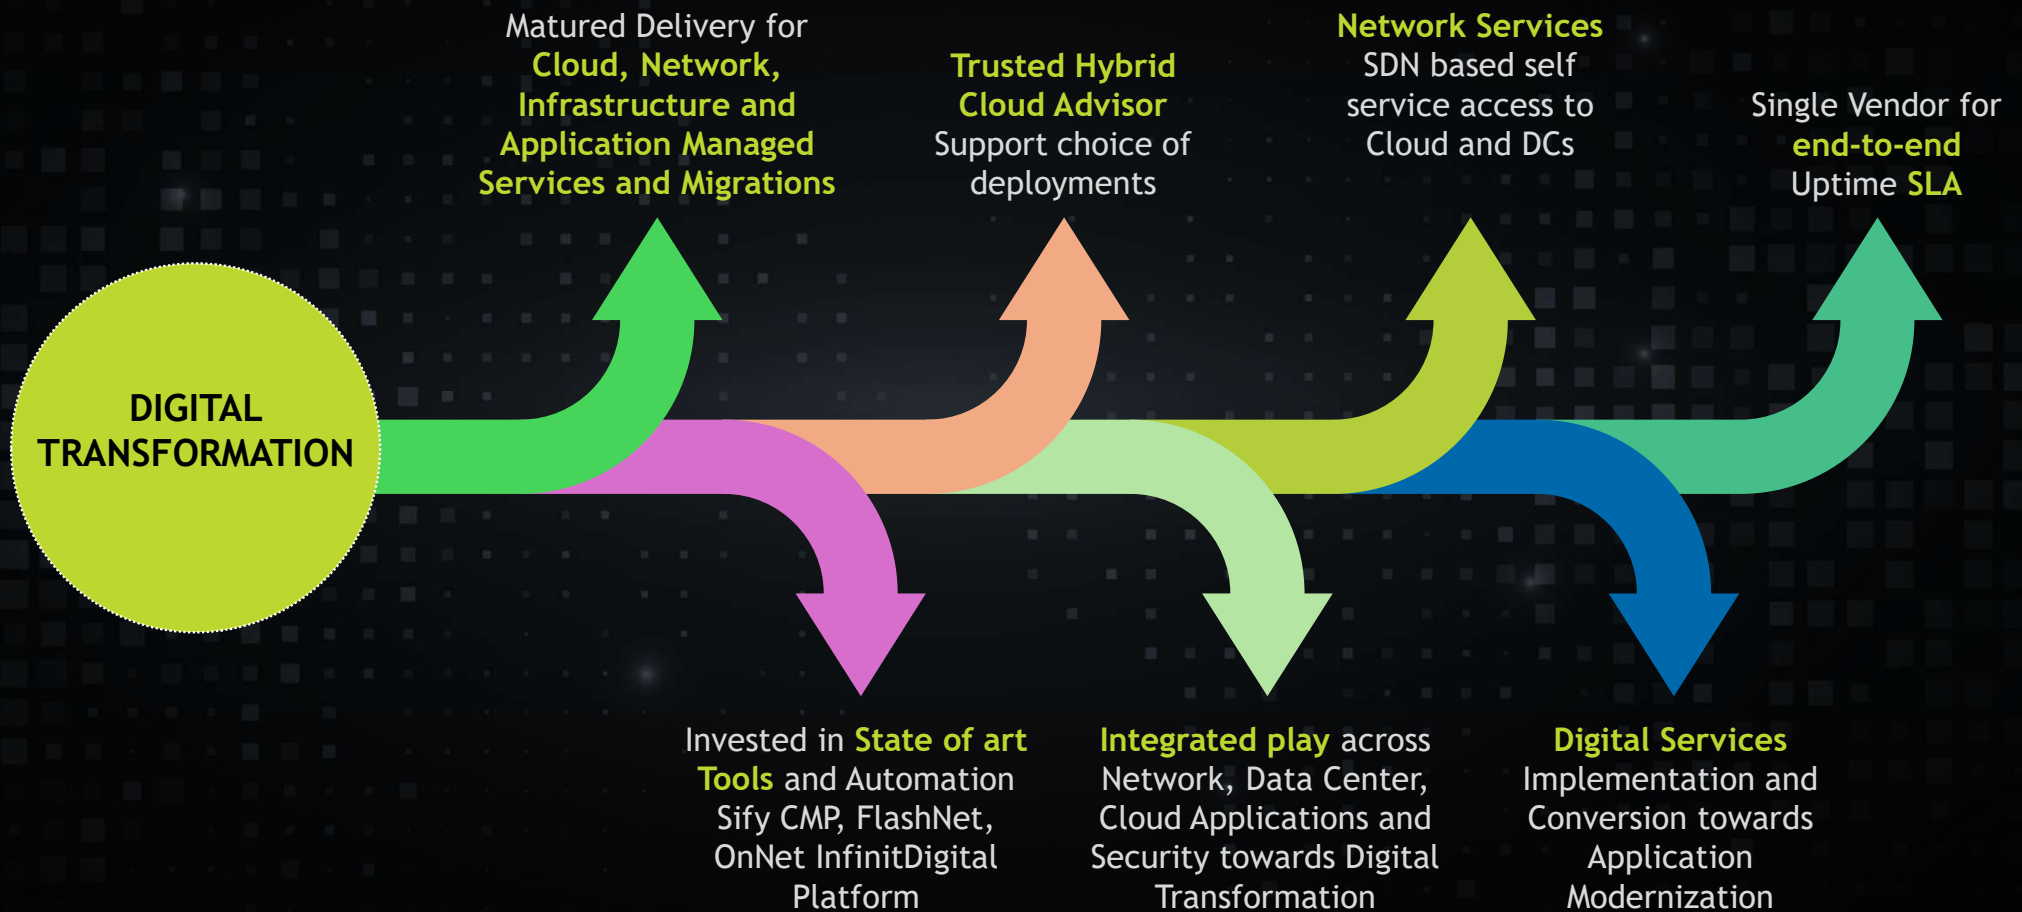 DIGITAL
TRANSFORMATION
Matured Delivery for
Cloud, Network,
Infrastructure and
Application Managed
Services and Migrations
Invested in State of art
Tools and Automation
Sify CMP, FlashNet,
OnNet InfinitDigital
Platform
Trusted Hybrid
Cloud Advisor
Support choice of
deployments
Integrated play across
Network, Data Center,
Cloud Applications and
Security towards Digital
Transformation
Network Services
SDN based self
service access to
Cloud and DCs
Digital Services
Implementation and
Conversion towards
Application
Modernization
Single Vendor for
end-to-end
Uptime SLA